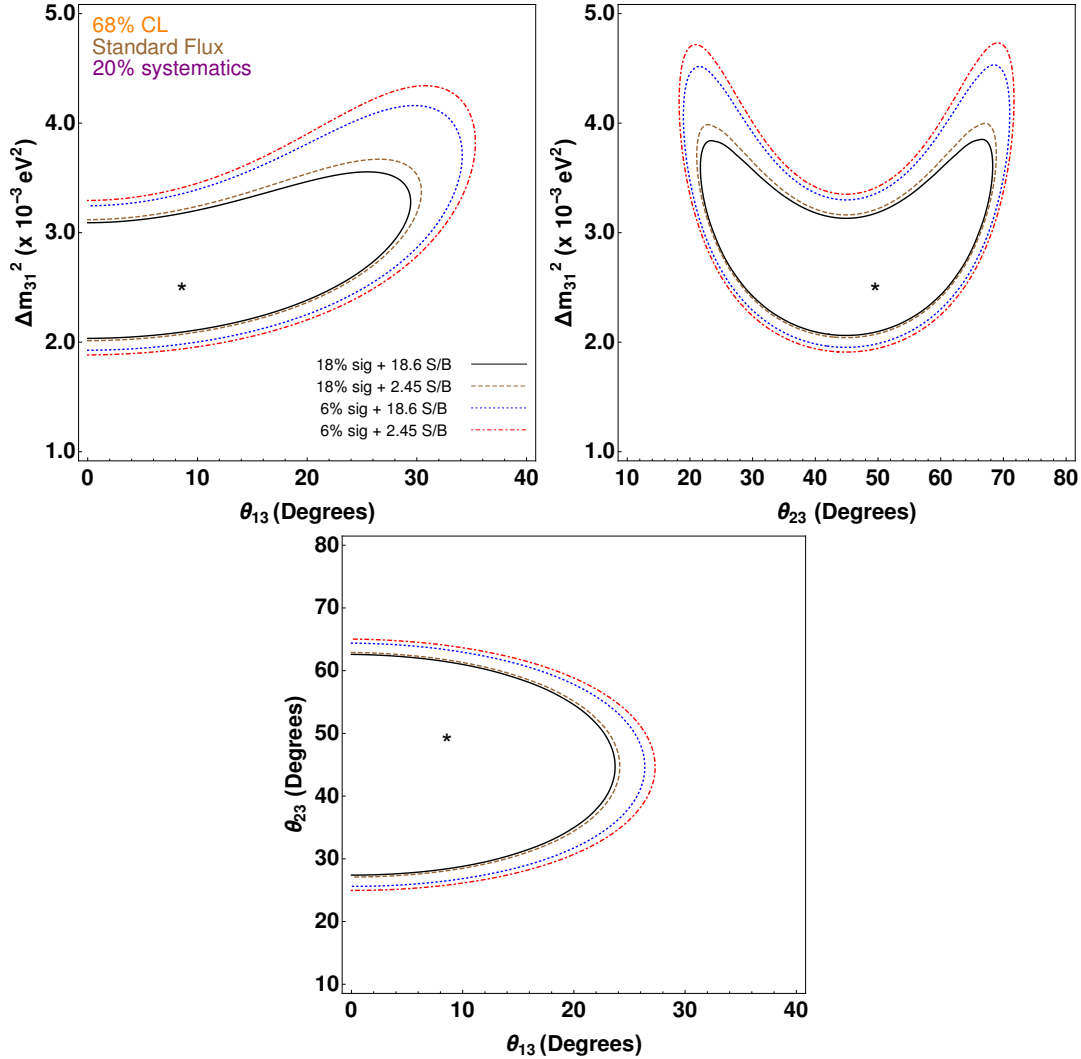 68% CL
Standard Flux
20% systematics
5.0
4.0
3.0
2.0
1.0
Δm₃₁² (x 10⁻³ eV²)
18% sig + 18.6 S/B
18% sig + 2.45 S/B
6% sig + 18.6 S/B
6% sig + 2.45 S/B
0 10 20 30 40
θ₁₃ (Degrees)
5.0
4.0
3.0
2.0
1.0
Δm₃₁² (x 10⁻³ eV²)
10 20 30 40 50 60 70 80
θ₂₃ (Degrees)
80
70
60
50
40
30
20
10
θ₂₃ (Degrees)
0 10 20 30 40
θ₁₃ (Degrees)